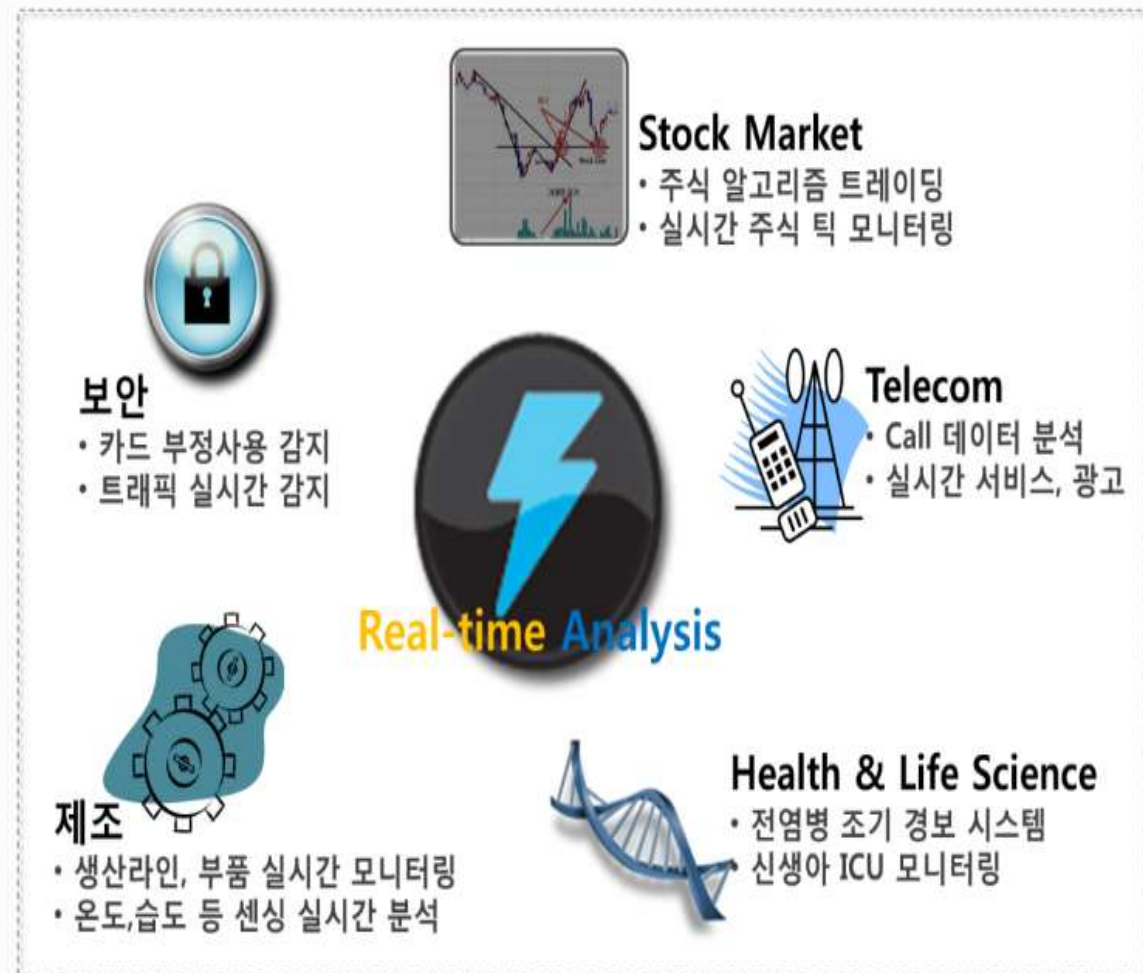 Stock Market
• 주식 알고리즘 트레이딩
• 실시간 주식 틱 모니터링
보안
• 카드 부정사용 감지
• 트래픽 실시간 감지
Telecom
• Call 데이터 분석
• 실시간 서비스, 광고
Real-time Analysis
제조
• 생산라인, 부품 실시간 모니터링
• 온도,습도 등 센싱 실시간 분석
Health & Life Science
• 전염병 조기 경보 시스템
• 신생아 ICU 모니터링